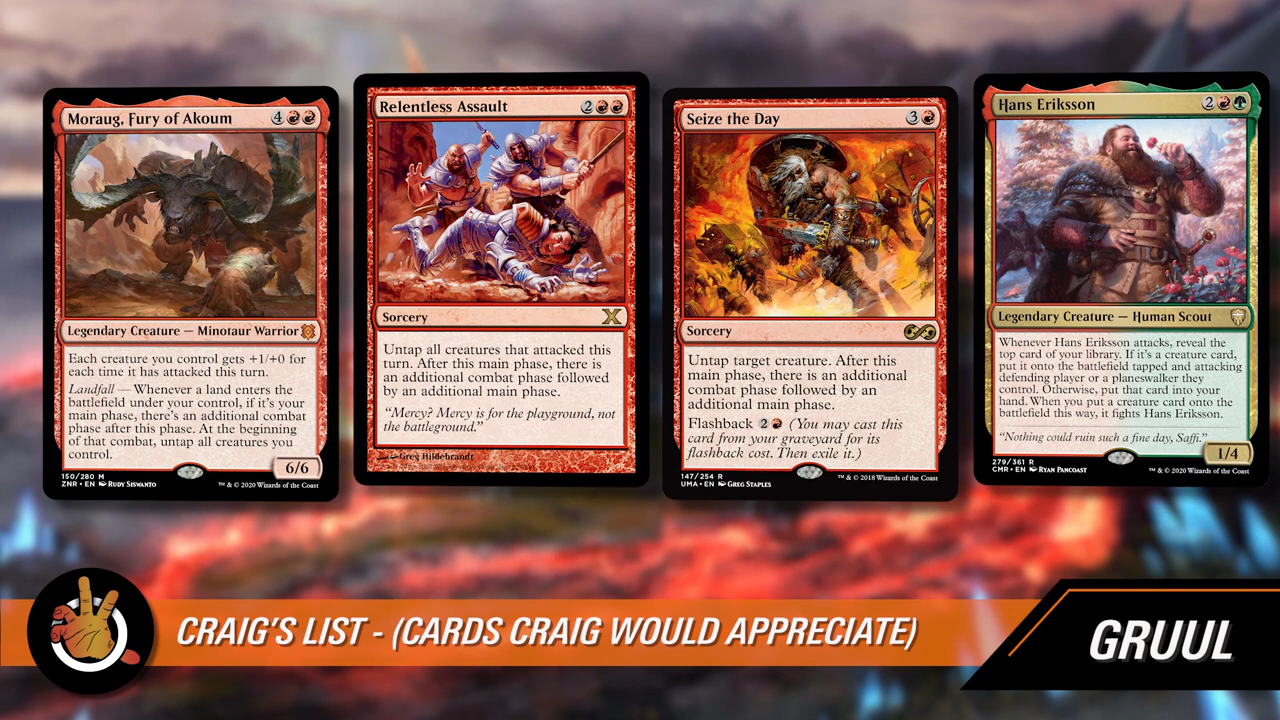 Moraug, Fury of Akoum 4
Legendary Creature — Minotaur Warrior
Each creature you control gets +1/+0 for
each time it has attacked this turn.
Landfall — Whenever a land enters the
battlefield under your control, if it's your
main phase, there's an additional combat
phase after this phase. At the beginning
of that combat, untap all creatures you
control.
6/6
150/280 M
ZNR • EN Rudy Siswanto
™ & © 2020 Wizards of the Coast
Relentless Assault 2
Sorcery
Untap all creatures that attacked this
turn. After this main phase, there is
an additional combat phase followed
by an additional main phase.
"Mercy? Mercy is for the playground, not
the battleground."
Greg Hildebrandt
Seize the Day 3
Sorcery
Untap target creature. After this
main phase, there is an additional
combat phase followed by an
additional main phase.
Flashback 2 (You may cast this
card from your graveyard for its
flashback cost. Then exile it.)
147/254 R
UMA • EN Greg Staples
™ & © 2018 Wizards of the Coast
Hans Eriksson 2
Legendary Creature — Human Scout
Whenever Hans Eriksson attacks, reveal the
top card of your library. If it's a creature card,
put it onto the battlefield tapped and attacking
defending player or a planeswalker they
control. Otherwise, put that card into your
hand. When you put a creature card onto the
battlefield this way, it fights Hans Eriksson.
"Nothing could ruin such a fine day, Saffi."
1/4
279/361 R
CMR • EN Ryan Pancoast
™ & © 2020 Wizards of the Coast
CRAIG'S LIST - (CARDS CRAIG WOULD APPRECIATE)
GRUUL